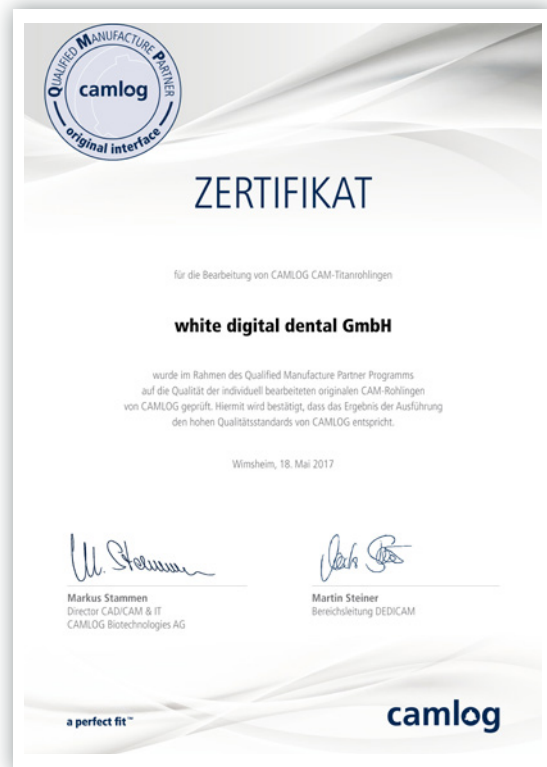 QUALIFIED MANUFACTURE PARTNER
camlog
original interface
ZERTIFIKAT
für die Bearbeitung von CAMLOG CAM-Titanrohlingen
white digital dental GmbH
wurde im Rahmen des Qualified Manufacture Partner Programms
auf die Qualität der individuell bearbeiteten originalen CAM-Rohlingen
von CAMLOG geprüft. Hiermit wird bestätigt, dass das Ergebnis der Ausführung
den hohen Qualitätsstandards von CAMLOG entspricht.
Wimsheim, 18. Mai 2017
Markus Stammen
Director CAD/CAM & IT
CAMLOG Biotechnologies AG
Martin Steiner
Bereichsleitung DEDICAM
a perfect fit™
camlog